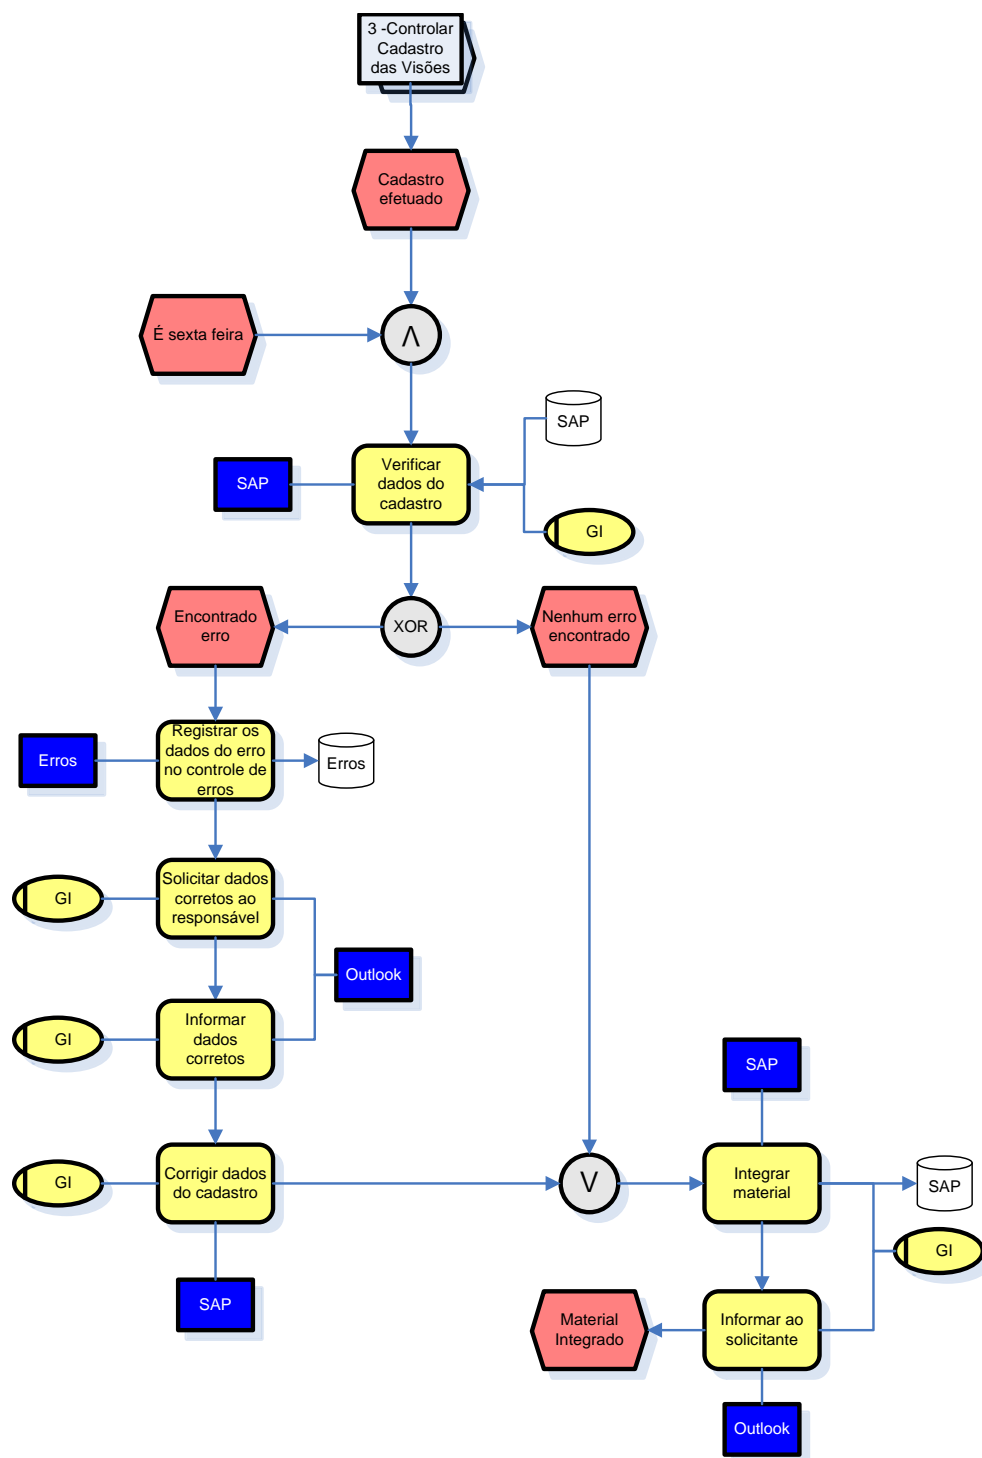 3 -Controlar
Cadastro
das Visões
Cadastro
efetuado
É sexta feira
Λ
SAP
Verificar
dados do
cadastro
SAP
GI
Encontrado
erro
XOR
Nenhum erro
encontrado
Registrar os
dados do erro
no controle de
erros
Erros
Erros
Solicitar dados
corretos ao
responsável
GI
Outlook
Informar
dados
corretos
GI
SAP
Corrigir dados
do cadastro
GI
V
Integrar
material
SAP
GI
SAP
Material
Integrado
Informar ao
solicitante
Outlook